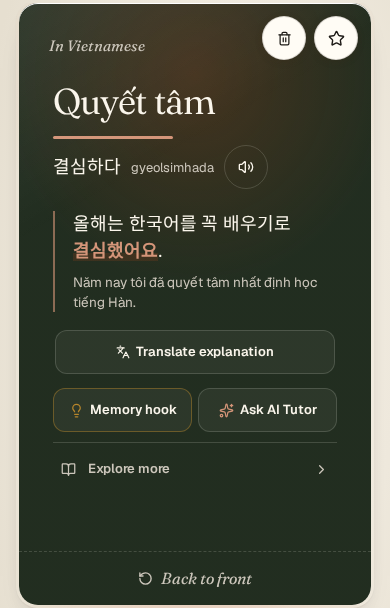 In Vietnamese
Quyết tâm
결심하다 gyeolsimhada
올해는 한국어를 꼭 배우기로
결심했어요.
Năm nay tôi đã quyết tâm nhất định học
tiếng Hàn.
Translate explanation
Memory hook Ask AI Tutor
Explore more
Back to front